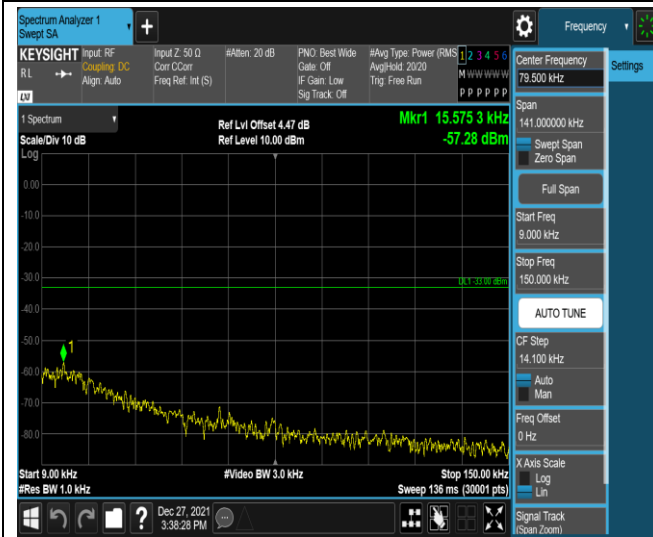 Spectrum Analyzer 1
Swept SA
+
Frequency
KEYSIGHT
RL
LXI
Input: RF
Coupling: DC
Align: Auto
Input Z: 50 Ω
Corr CCorr
Freq Ref: Int (S)
#Atten: 20 dB
PNO: Best Wide
Gate: Off
IF Gain: Low
Sig Track: Off
#Avg Type: Power (RMS
Avg|Hold: 20/20
Trig: Free Run
1 2 3 4 5 6
M W W W W W
P P P P P P
Center Frequency
79.500 kHz
Settings
Span
141.000000 kHz
Swept Span
Zero Span
Full Span
Start Freq
9.000 kHz
Stop Freq
150.000 kHz
AUTO TUNE
CF Step
14.100 kHz
Auto
Man
Freq Offset
0 Hz
X Axis Scale
Log
Lin
Signal Track
(Span Zoom)
1 Spectrum
Scale/Div 10 dB
Ref Lvl Offset 4.47 dB
Ref Level 10.00 dBm
Mkr1 15.575 3 kHz
-57.28 dBm
Log
0.00
-10.0
-20.0
-30.0
DL1 -33.00 dBm
-40.0
-50.0
1
-60.0
-70.0
-80.0
Start 9.00 kHz
#Video BW 3.0 kHz
Stop 150.00 kHz
#Res BW 1.0 kHz
Sweep 136 ms (30001 pts)
?
Dec 27, 2021
3:38:28 PM